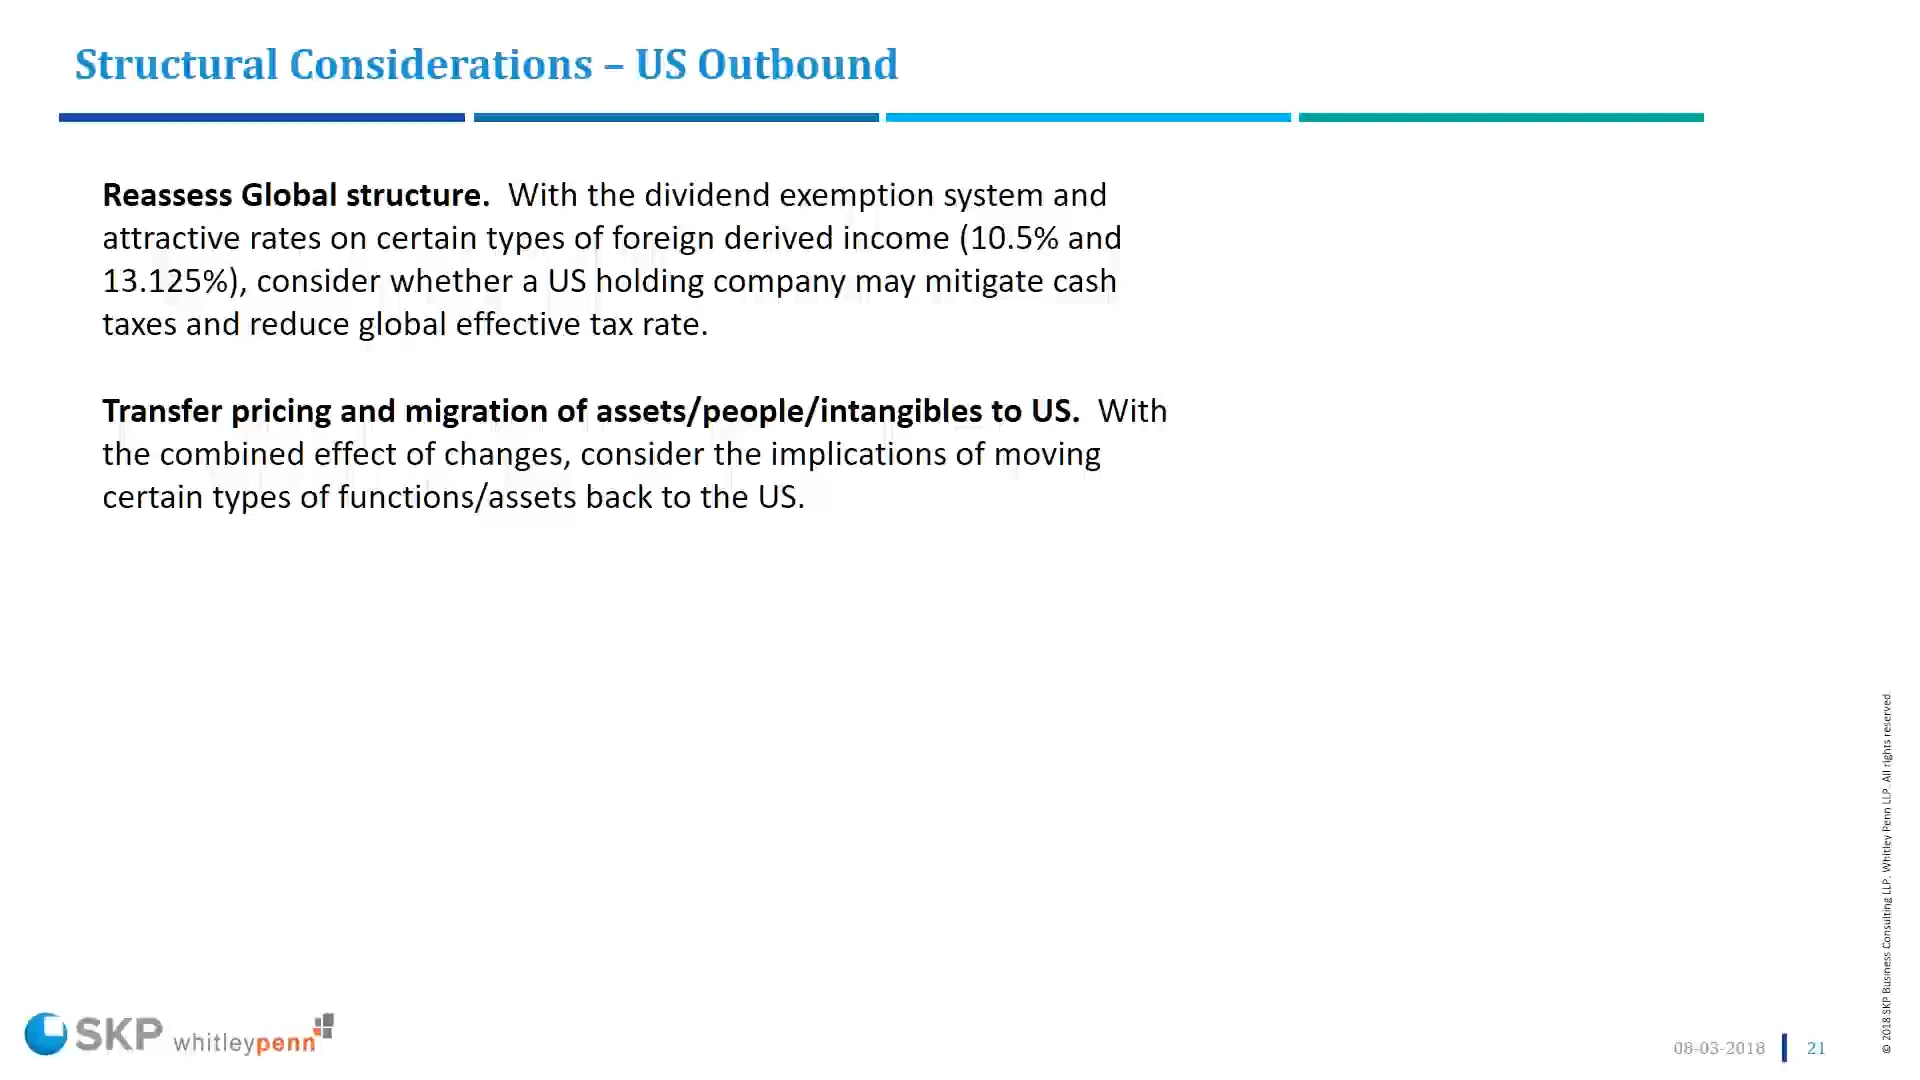 Structural Considerations – US Outbound
Reassess Global structure.  With the dividend exemption system and
attractive rates on certain types of foreign derived income (10.5% and
13.125%), consider whether a US holding company may mitigate cash
taxes and reduce global effective tax rate.
Transfer pricing and migration of assets/people/intangibles to US.  With
the combined effect of changes, consider the implications of moving
certain types of functions/assets back to the US.
© 2018 SKP Business Consulting LLP. Whitley Penn LLP. All rights reserved.
SKP whitleypenn
08-03-2018 21